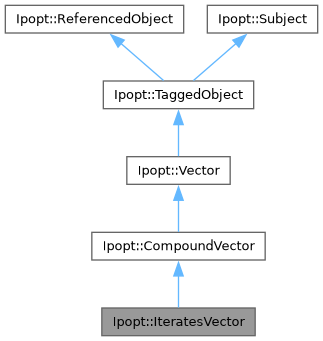 Ipopt::ReferencedObject
Ipopt::Subject
Ipopt::TaggedObject
Ipopt::Vector
Ipopt::CompoundVector
Ipopt::IteratesVector